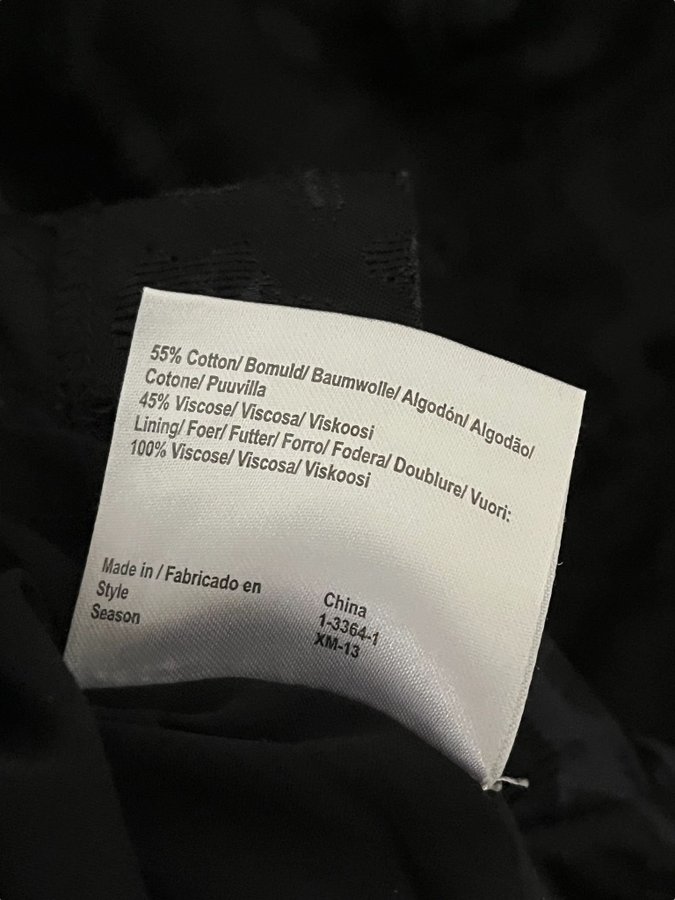 55% Cotton/ Bomuld/ Baumwolle/ Algodón/ Algodão/
Cotone/ Puuvilla
45% Viscose/ Viscosa/ Viskoosi
Lining/ Foer/ Futter/ Forro/ Fodera/ Doublure/ Vuori:
100% Viscose/ Viscosa/ Viskoosi
Made in / Fabricado en China
Style 1-3364-1
Season XM-13